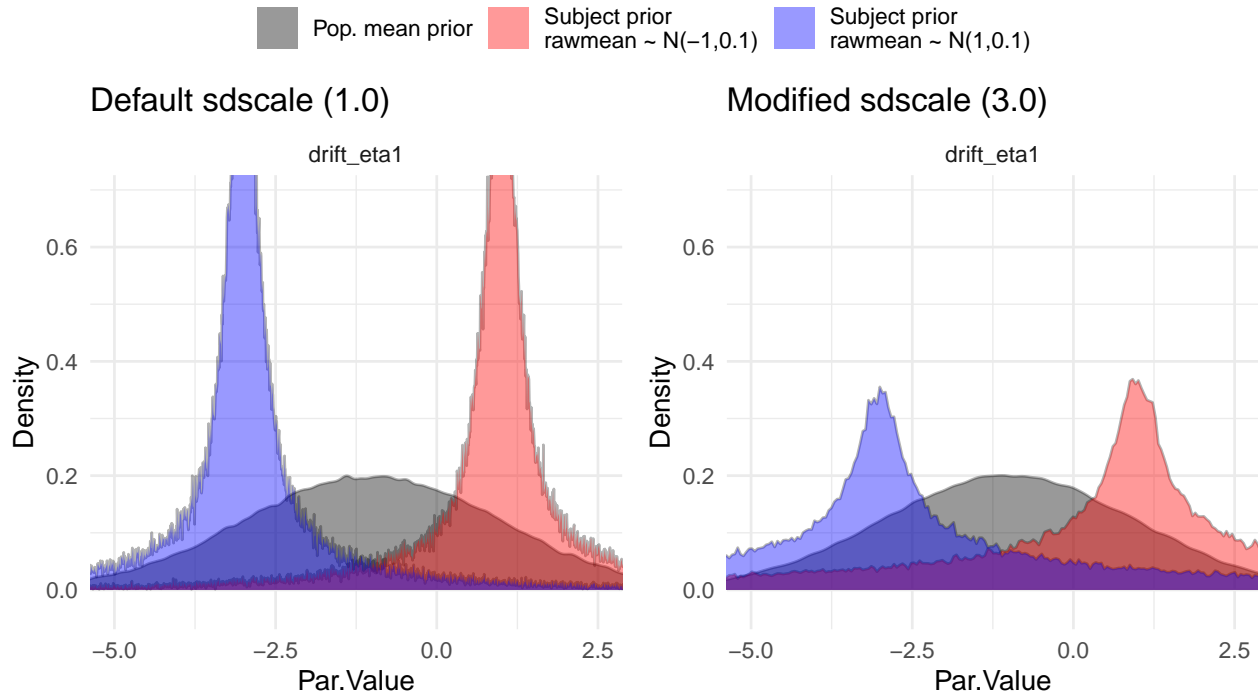 Pop. mean prior
Subject prior
rawmean ~ N(−1,0.1)
Subject prior
rawmean ~ N(1,0.1)
Default sdscale (1.0)
Modified sdscale (3.0)
drift_eta1
drift_eta1
Density
0.6
0.4
0.2
0.0
−5.0 −2.5 0.0 2.5
Par.Value
Density
0.6
0.4
0.2
0.0
−5.0 −2.5 0.0 2.5
Par.Value